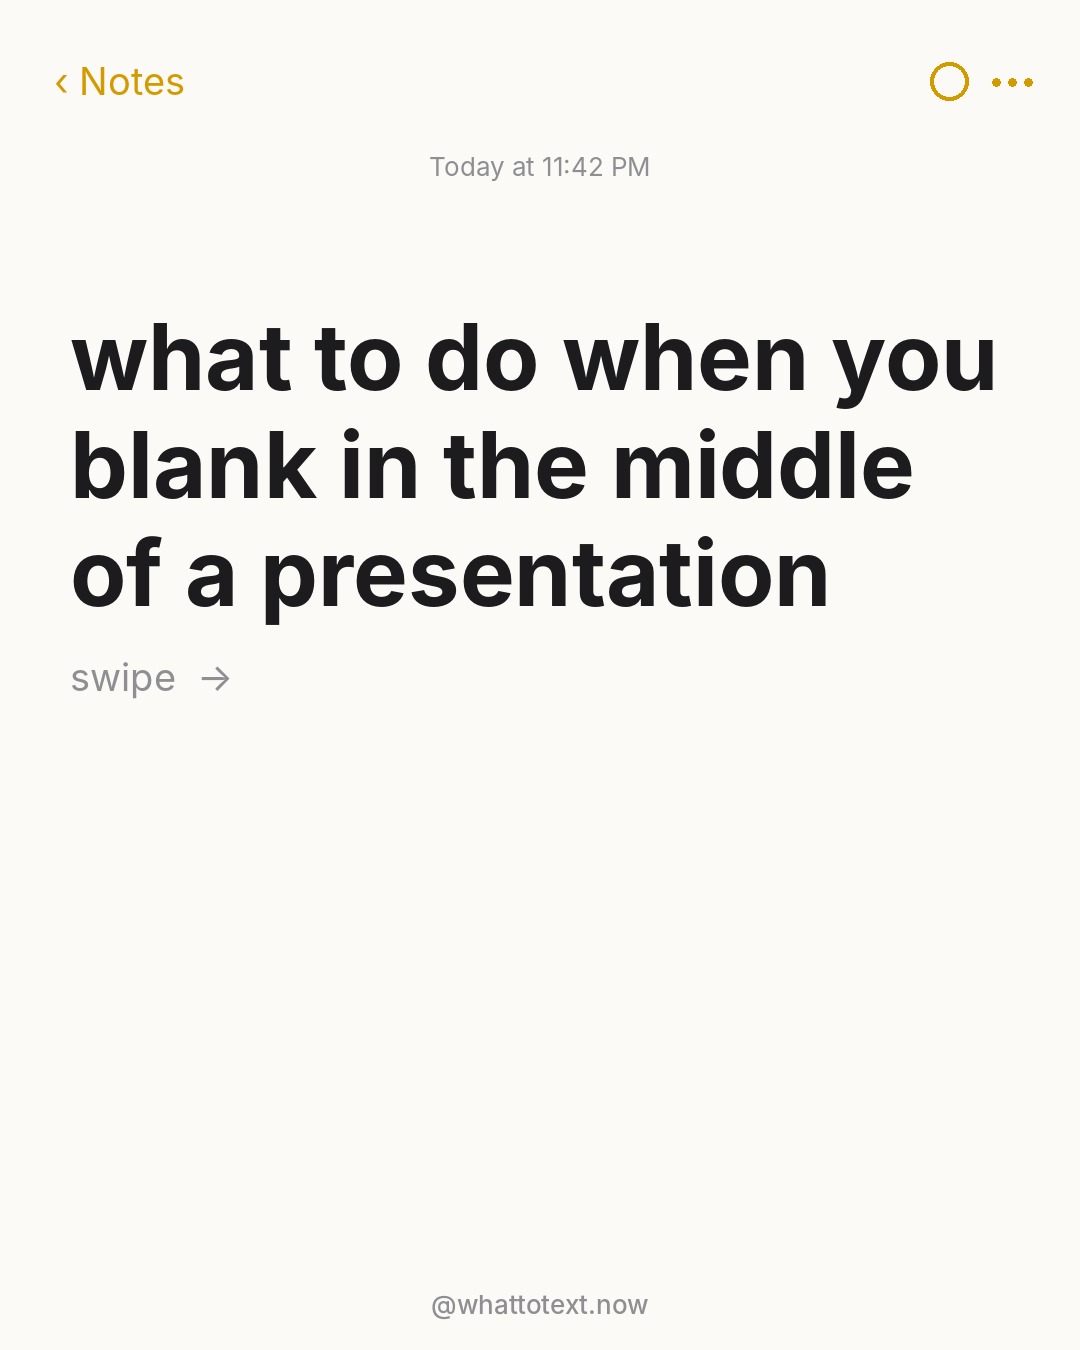 ‹ Notes
Today at 11:42 PM
what to do when you
blank in the middle
of a presentation
swipe →
@whattotext.now